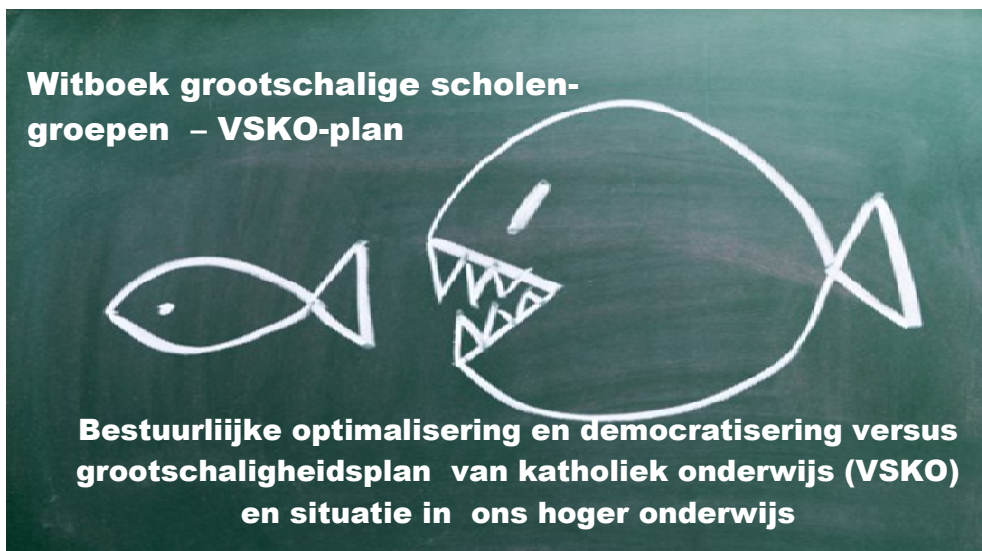 Witboek grootschalige scholen-
groepen – VSKO-plan
Bestuurliijke optimalisering en democratisering versus
grootschaligheidsplan van katholiek onderwijs (VSKO)
en situatie in ons hoger onderwijs